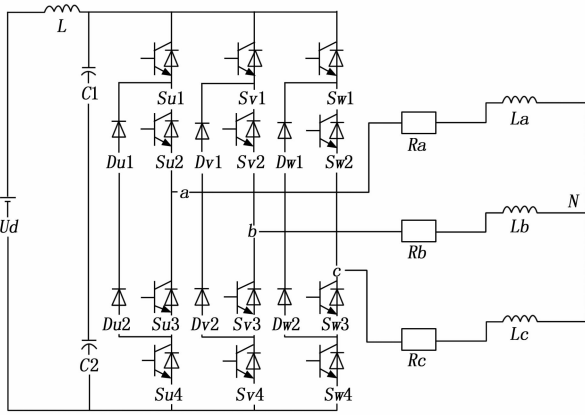 L
C1
Su1 Sv1 Sw1
Du1 Su2 Dv1 Sv2 Dw1 Sw2
Ra La
a
Ud
b
Rb Lb N
c
Du2 Su3 Dv2 Sv3 Dw2 Sw3
Rc Lc
C2
Su4 Sv4 Sw4